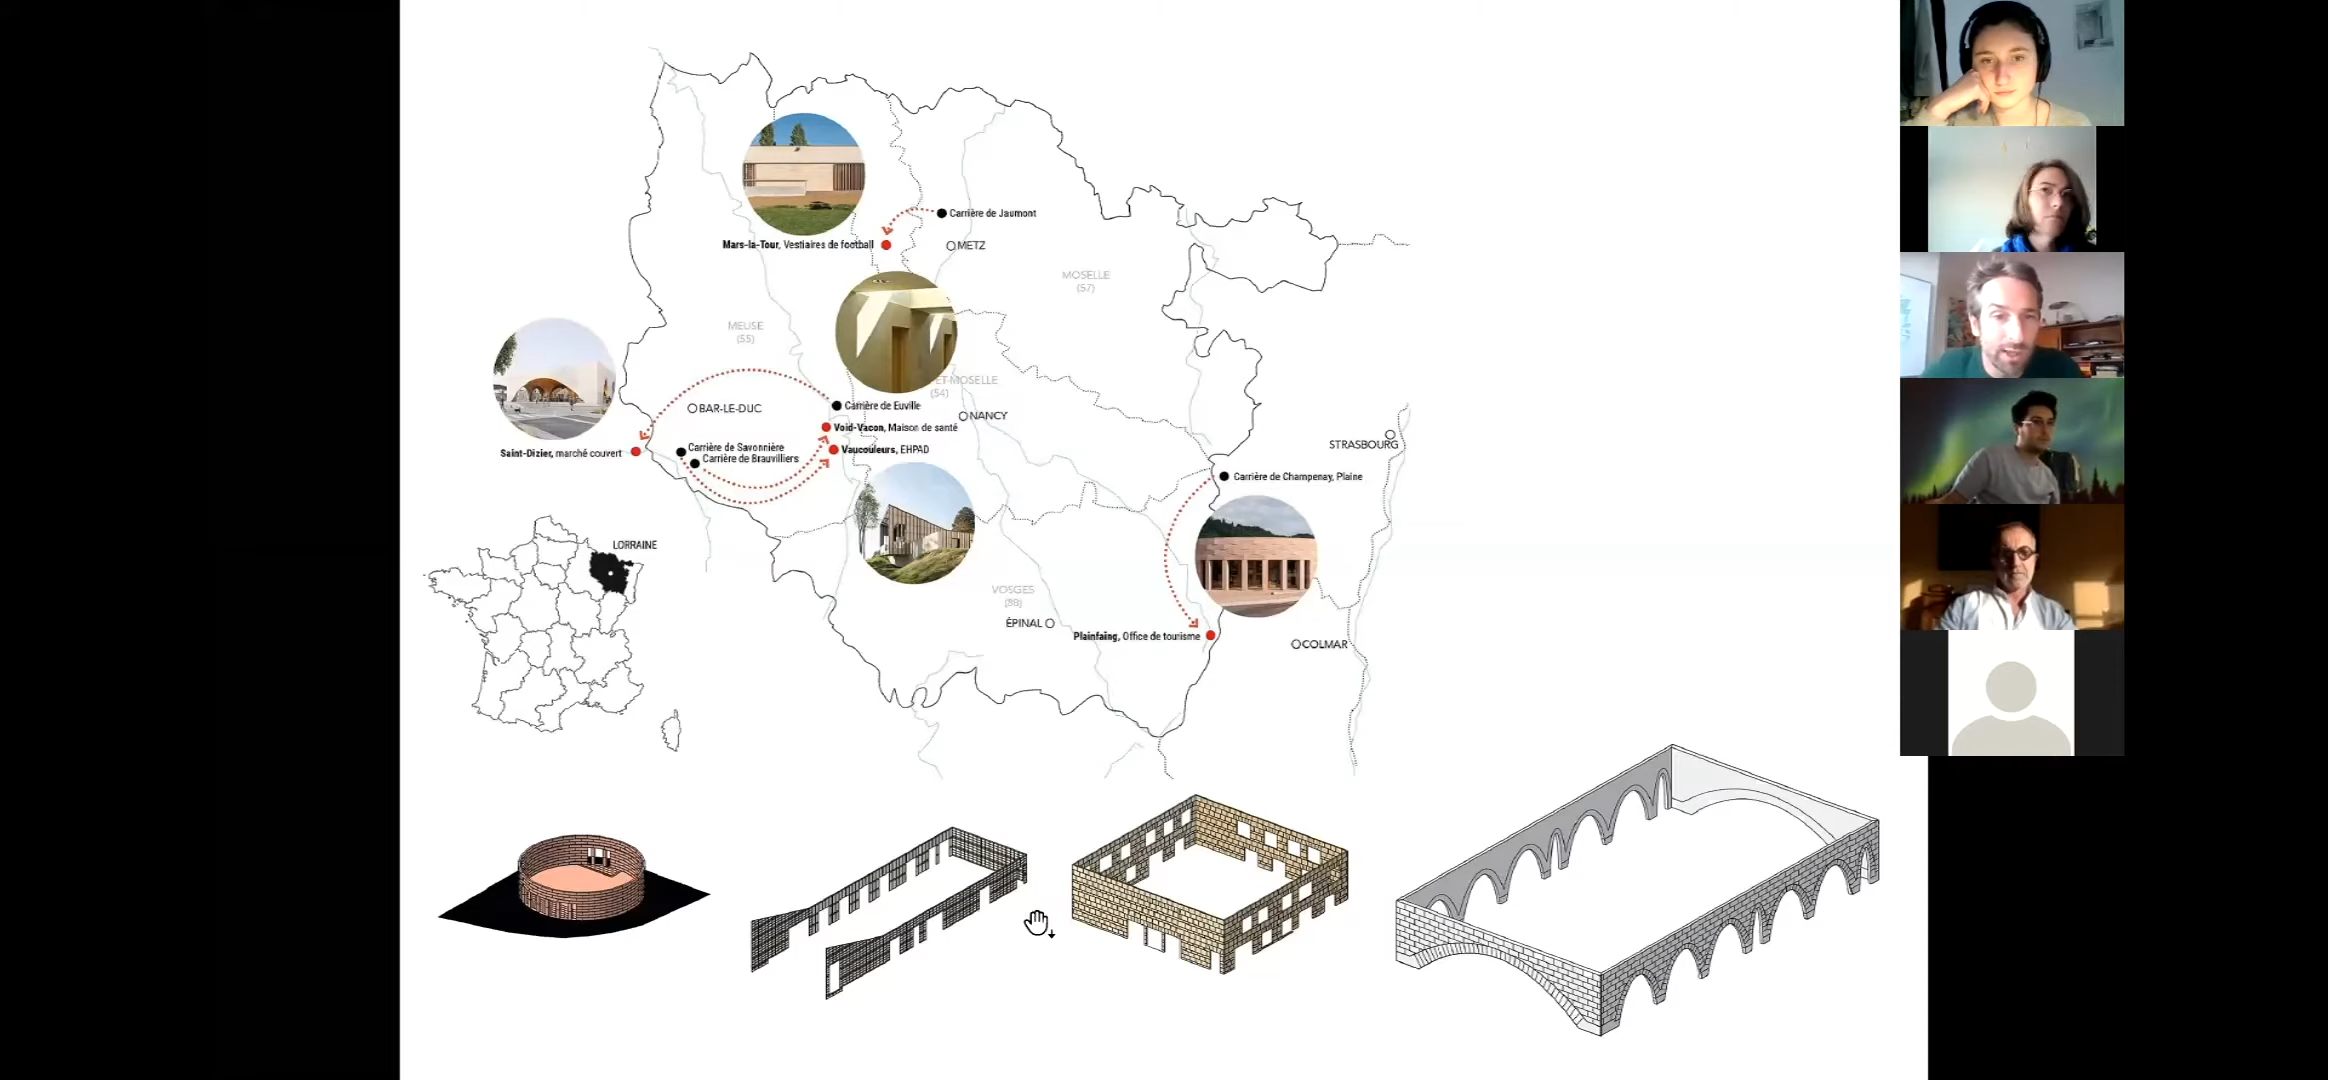 Carrière de Jaumont
Mars-la-Tour, Vestiaires de football
METZ
MOSELLE
(57)
MEUSE
(55)
ET-MOSELLE
(54)
BAR-LE-DUC
Carrière de Euville
NANCY
Void-Vacon, Maison de santé
STRASBOURG
Saint-Dizier, marché couvert
Carrière de Savonnière
Vaucouleurs, EHPAD
Carrière de Brauvilliers
Carrière de Champenay, Plaine
LORRAINE
VOSGES
(88)
ÉPINAL
Plainfaing, Office de tourisme
COLMAR